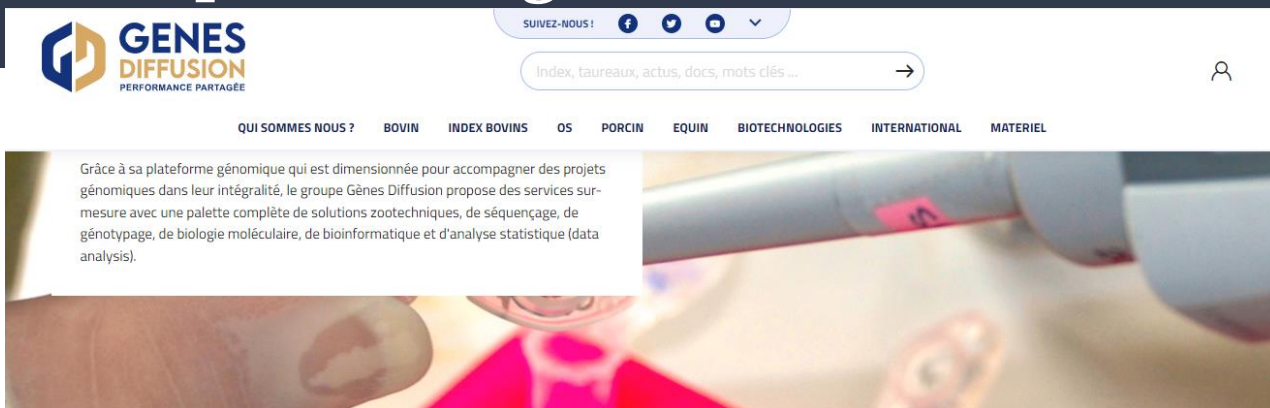 SUIVEZ-NOUS !
GENES
DIFFUSION
PERFORMANCE PARTAGÉE
Index, taureaux, actus, docs, mots clés ...
QUI SOMMES NOUS ? BOVIN INDEX BOVINS OS PORCIN EQUIN BIOTECHNOLOGIES INTERNATIONAL MATERIEL
Grâce à sa plateforme génomique qui est dimensionnée pour accompagner des projets
génomiques dans leur intégralité, le groupe Gènes Diffusion propose des services sur-
mesure avec une palette complète de solutions zootechniques, de séquençage, de
génotypage, de biologie moléculaire, de bioinformatique et d'analyse statistique (data
analysis).